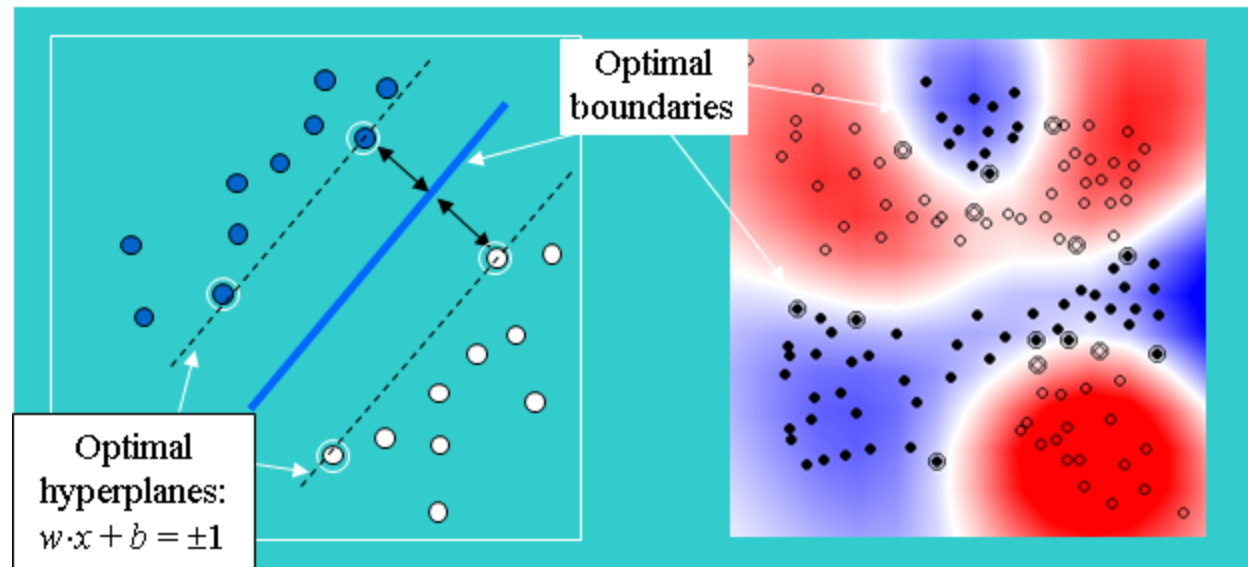 Optimal
boundaries
Optimal
hyperplanes:
w·x + b = ±1